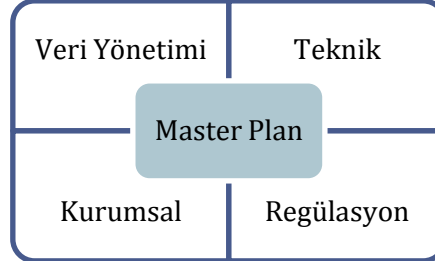 Veri Yönetimi
Teknik
Master Plan
Kurumsal
Regülasyon